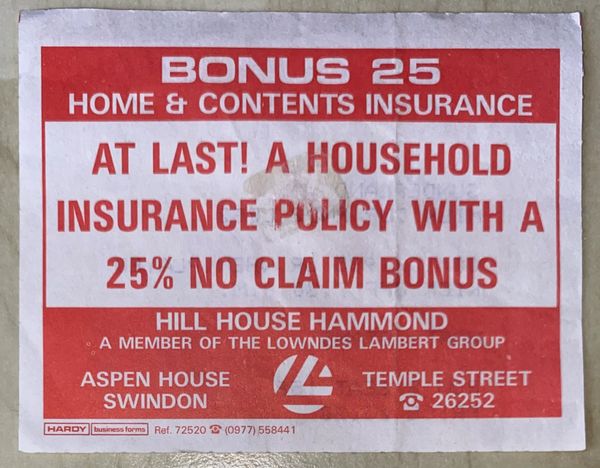 BONUS 25
HOME & CONTENTS INSURANCE
AT LAST! A HOUSEHOLD
INSURANCE POLICY WITH A
25% NO CLAIM BONUS
HILL HOUSE HAMMOND
A MEMBER OF THE LOWNDES LAMBERT GROUP
ASPEN HOUSE TEMPLE STREET
SWINDON ☎ 26252
HARDY business forms Ref. 72520 ☎ (0977) 558441